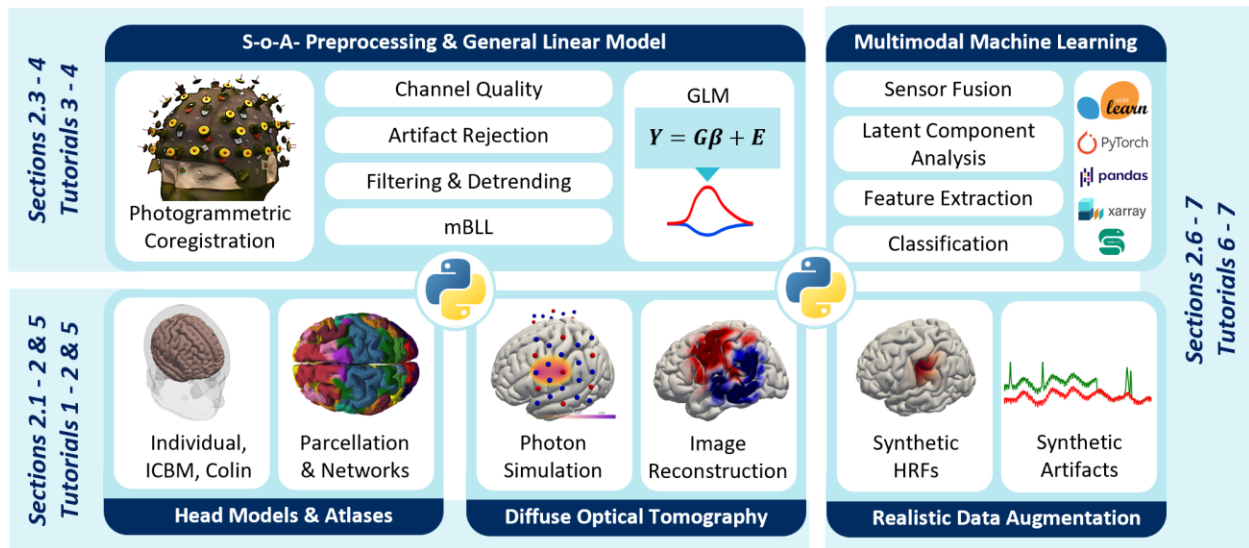 Sections 2.3 - 4
Tutorials 3 - 4
S-o-A- Preprocessing & General Linear Model
Photogrammetric
Coregistration
Channel Quality
Artifact Rejection
Filtering & Detrending
mBLL
GLM
Y = Gβ + E
Multimodal Machine Learning
Sensor Fusion
Latent Component
Analysis
Feature Extraction
Classification
learn
PyTorch
pandas
xarray
Sections 2.6 - 7
Tutorials 6 - 7
Sections 2.1 - 2 & 5
Tutorials 1 - 2 & 5
Individual,
ICBM, Colin
Parcellation
& Networks
Head Models & Atlases
Photon
Simulation
Image
Reconstruction
Diffuse Optical Tomography
Synthetic
HRFs
Synthetic
Artifacts
Realistic Data Augmentation